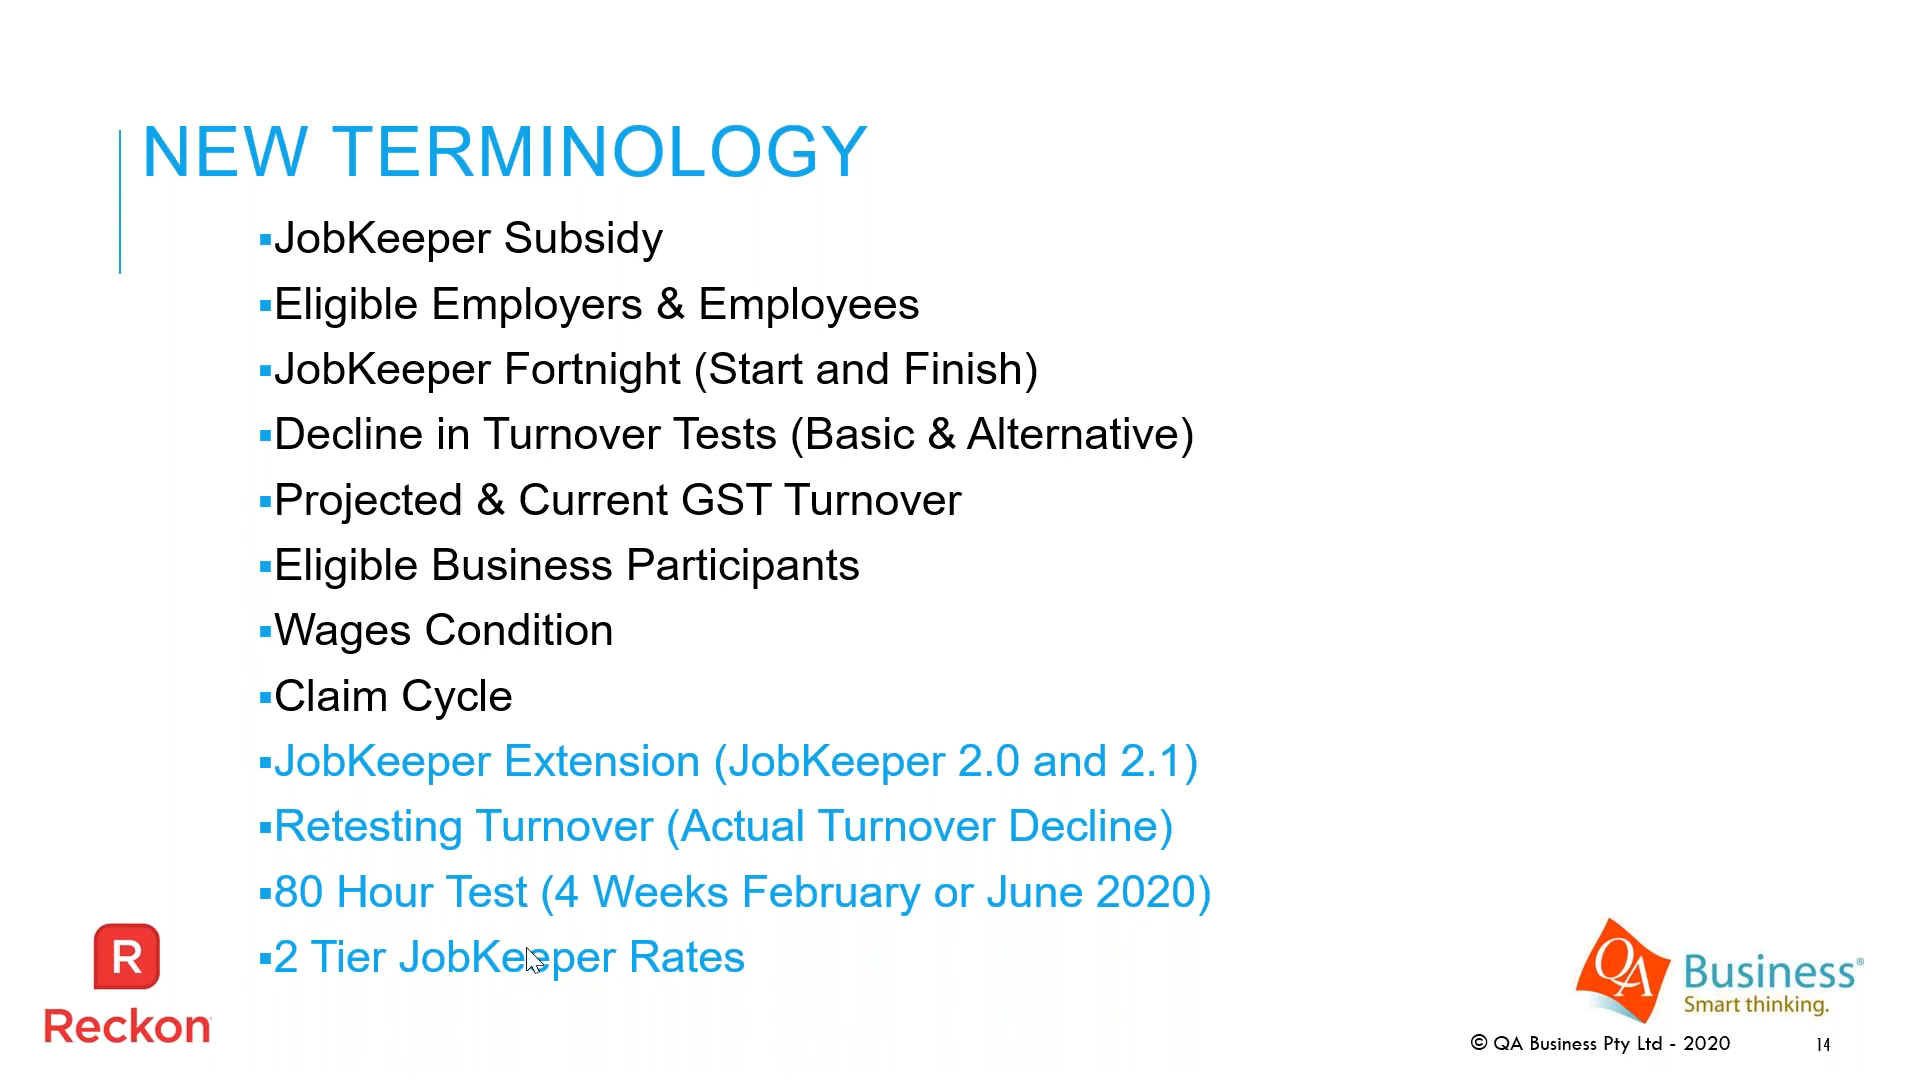 NEW TERMINOLOGY
▪JobKeeper Subsidy
▪Eligible Employers & Employees
▪JobKeeper Fortnight (Start and Finish)
▪Decline in Turnover Tests (Basic & Alternative)
▪Projected & Current GST Turnover
▪Eligible Business Participants
▪Wages Condition
▪Claim Cycle
▪JobKeeper Extension (JobKeeper 2.0 and 2.1)
▪Retesting Turnover (Actual Turnover Decline)
▪80 Hour Test (4 Weeks February or June 2020)
▪2 Tier JobKeeper Rates
R
Reckon
QA Business®
Smart thinking.
© QA Business Pty Ltd - 2020
14